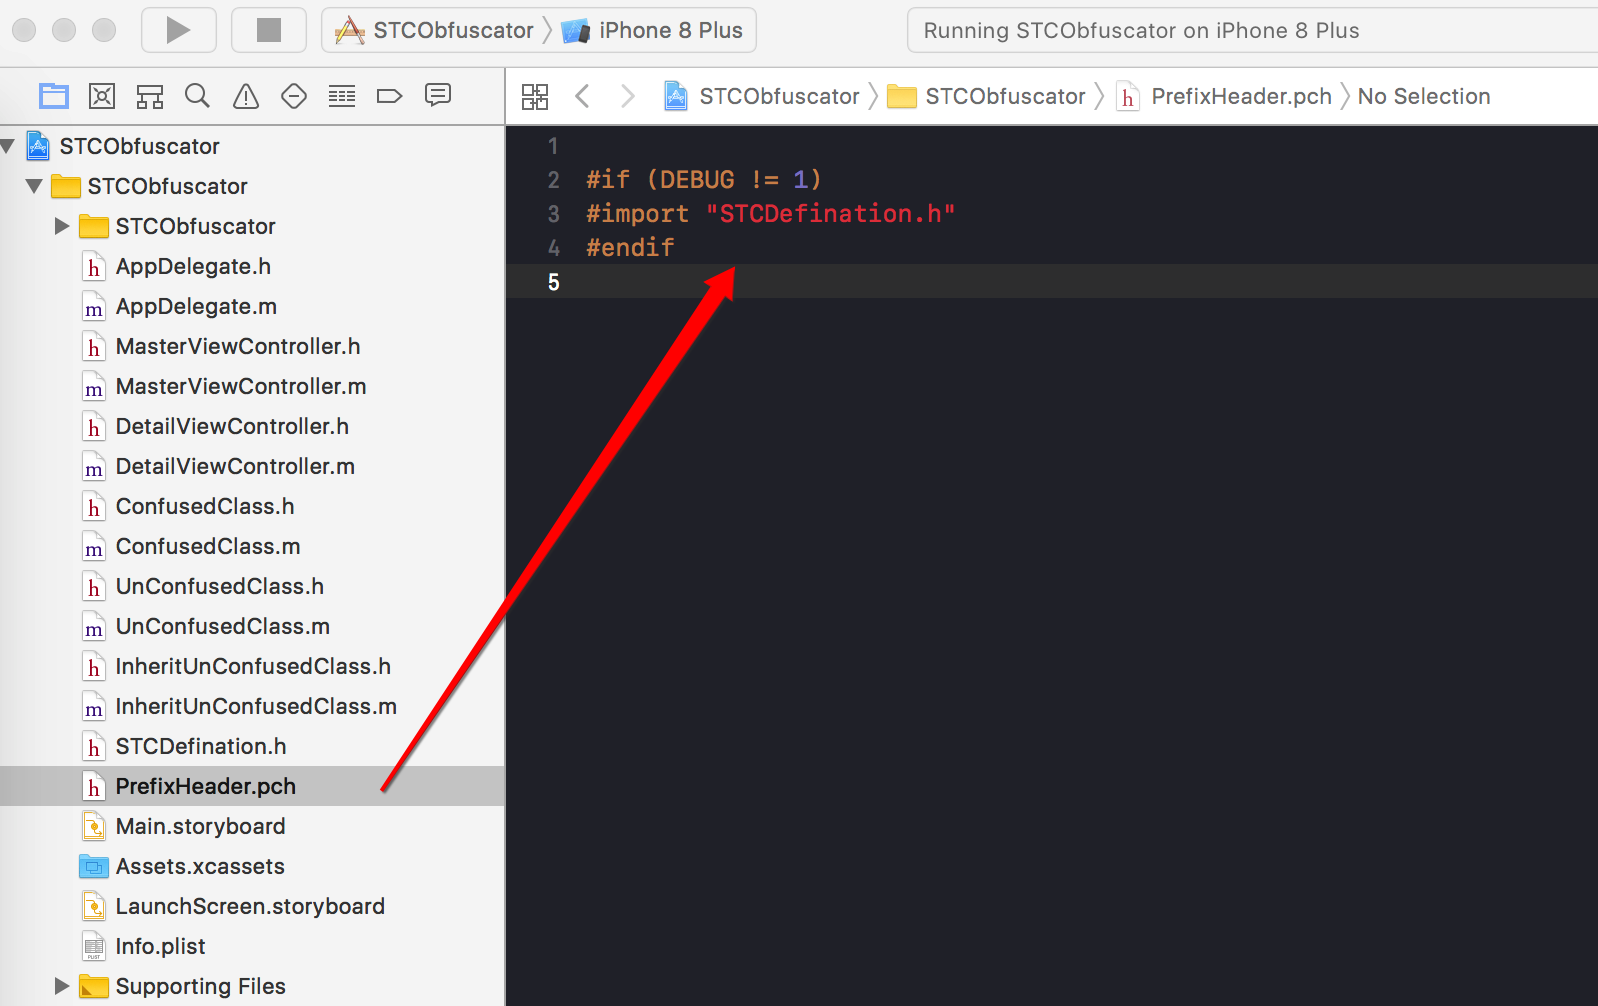 STCObfuscator iPhone 8 Plus
Running STCObfuscator on iPhone 8 Plus
STCObfuscator STCObfuscator h PrefixHeader.pch No Selection
STCObfuscator
STCObfuscator
STCObfuscator
h AppDelegate.h
m AppDelegate.m
h MasterViewController.h
m MasterViewController.m
h DetailViewController.h
m DetailViewController.m
h ConfusedClass.h
m ConfusedClass.m
h UnConfusedClass.h
m UnConfusedClass.m
h InheritUnConfusedClass.h
m InheritUnConfusedClass.m
h STCDefination.h
h PrefixHeader.pch
Main.storyboard
Assets.xcassets
LaunchScreen.storyboard
PLIST Info.plist
Supporting Files
1
2 #if (DEBUG != 1)
3 #import "STCDefination.h"
4 #endif
5